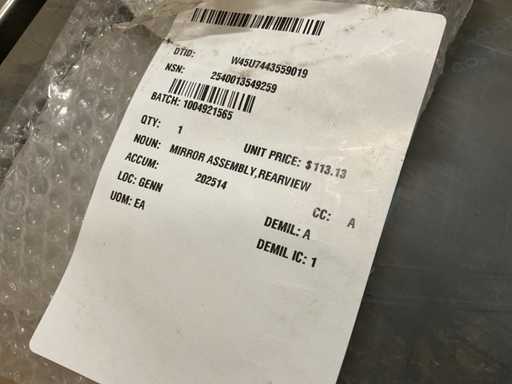 DTID: W45U7443559019
NSN: 2540013549259
BATCH: 1004921565
QTY: 1 UNIT PRICE: $113.13
NOUN: MIRROR ASSEMBLY,REARVIEW
ACCUM: 202514
LOC: GENN CC: A
UOM: EA DEMIL: A
DEMIL IC: 1